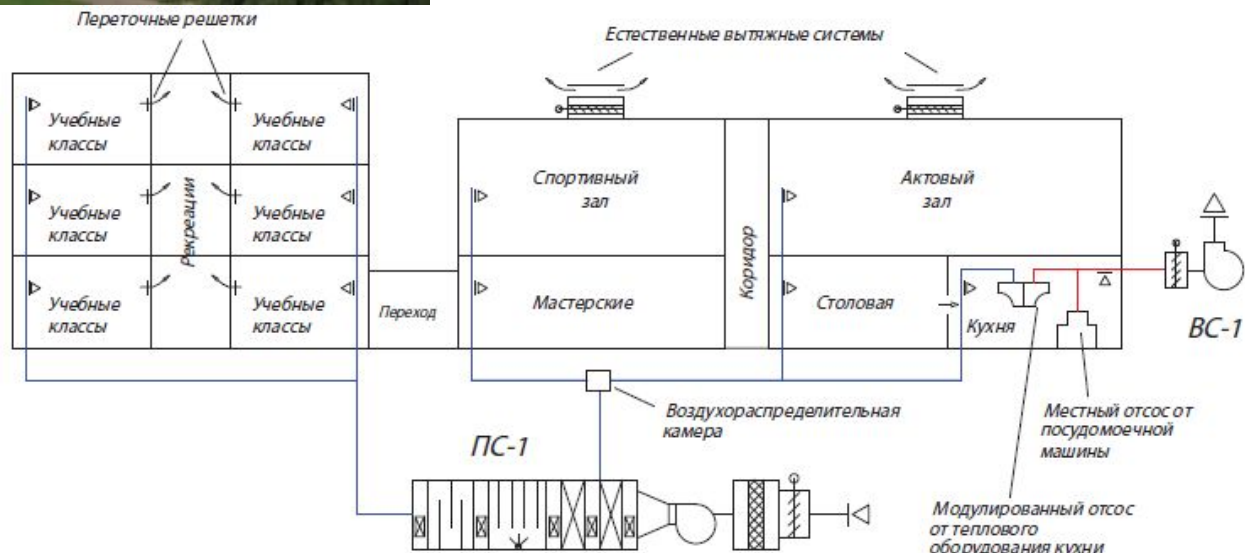 Переточные решетки
Естественные вытяжные системы
Учебные
классы
Учебные
классы
Спортивный
зал
Актовый
зал
Учебные
классы
Рекреации
Учебные
классы
Коридор
Учебные
классы
Учебные
классы
Переход
Мастерские
Столовая
Кухня
ВС-1
Воздухораспределительная
камера
Местный отсос от
посудомоечной
машины
ПС-1
Модулированный отсос
от теплового
оборудования кухни